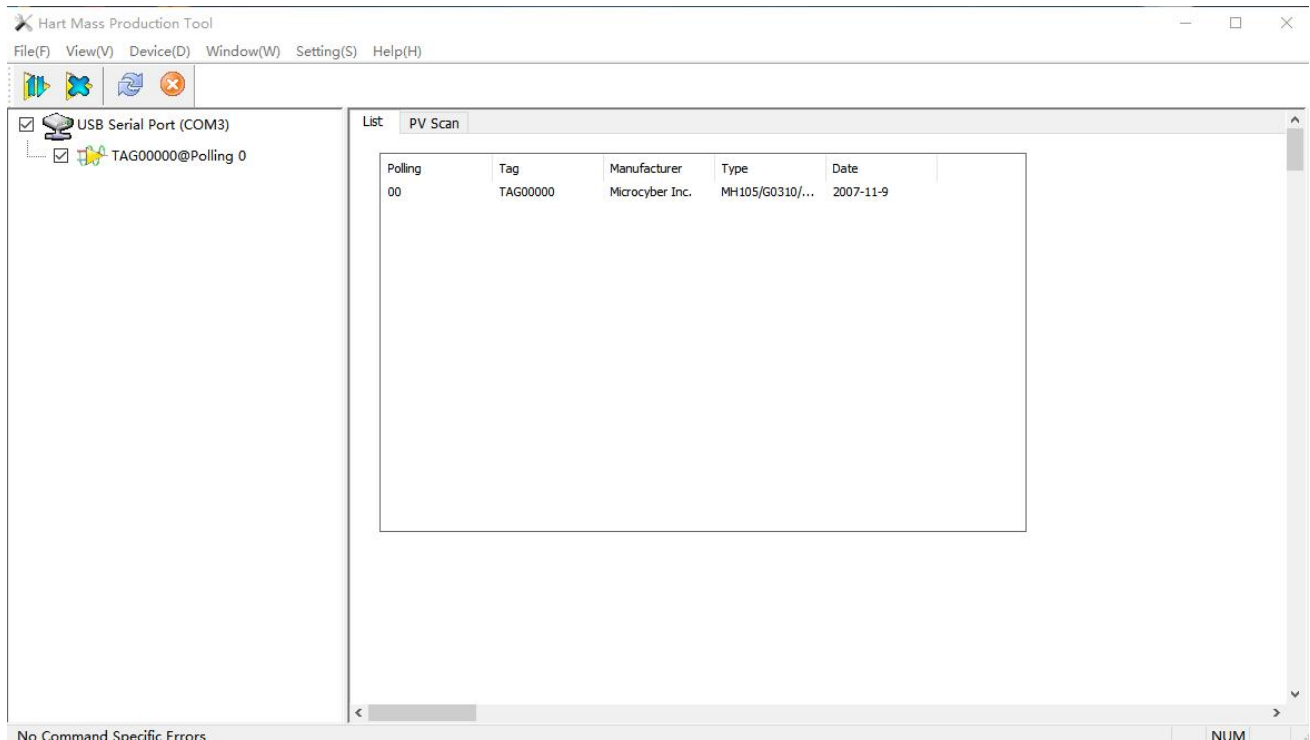 Hart Mass Production Tool
File(F) View(V) Device(D) Window(W) Setting(S) Help(H)
USB Serial Port (COM3)
TAG00000@Polling 0
List PV Scan
Polling Tag Manufacturer Type Date
00 TAG00000 Microcyber Inc. MH105/G0310/... 2007-11-9
No Command Specific Errors NUM